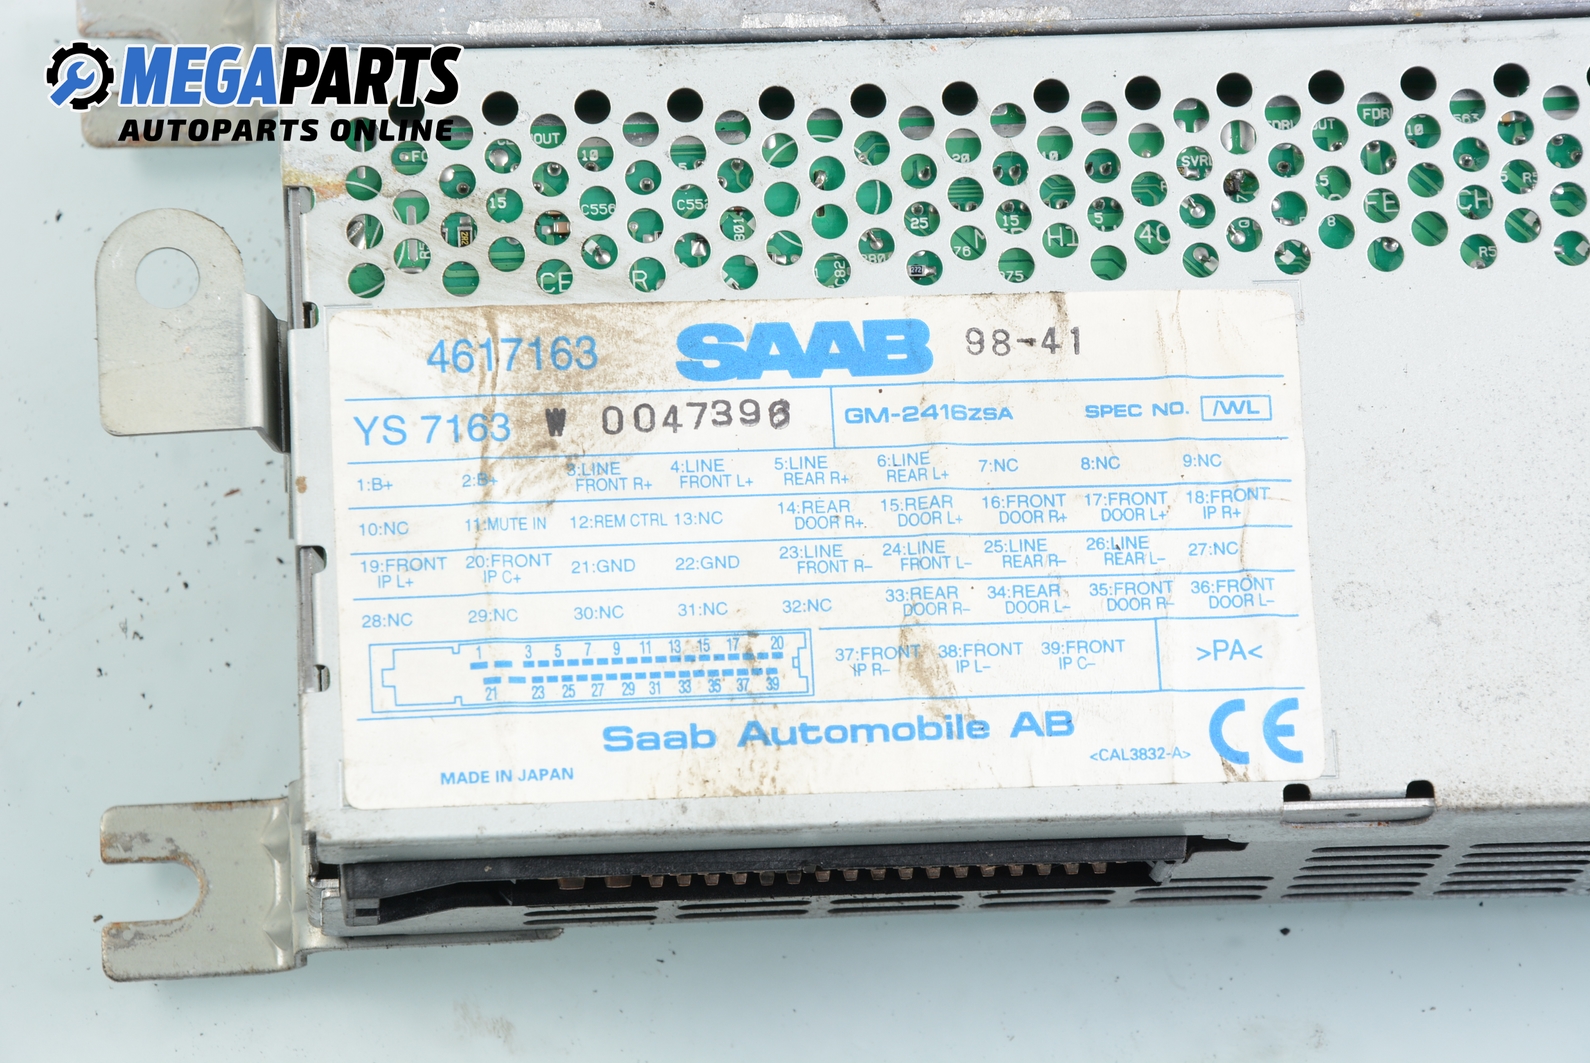 MEGAPARTS
AUTOPARTS ONLINE
4617163 SAAB 98-41
YS 7163 W 0047396 GM-2416ZSA SPEC NO. /WL
1:B+ 2:B+ 3:LINE FRONT R+ 4:LINE FRONT L+ 5:LINE REAR R+ 6:LINE REAR L+ 7:NC 8:NC 9:NC
10:NC 11:MUTE IN 12:REM CTRL 13:NC 14:REAR DOOR R+ 15:REAR DOOR L+ 16:FRONT DOOR R+ 17:FRONT DOOR L+ 18:FRONT IP R+
19:FRONT IP L+ 20:FRONT IP C+ 21:GND 22:GND 23:LINE FRONT R- 24:LINE FRONT L- 25:LINE REAR R- 26:LINE REAR L- 27:NC
28:NC 29:NC 30:NC 31:NC 32:NC 33:REAR DOOR R- 34:REAR DOOR L- 35:FRONT DOOR R- 36:FRONT DOOR L-
1 3 5 7 9 11 13 15 17 20
21 23 25 27 29 31 33 35 37 39
37:FRONT IP R- 38:FRONT IP L- 39:FRONT IP C- >PA<
Saab Automobile AB CE
MADE IN JAPAN <CAL3832-A>